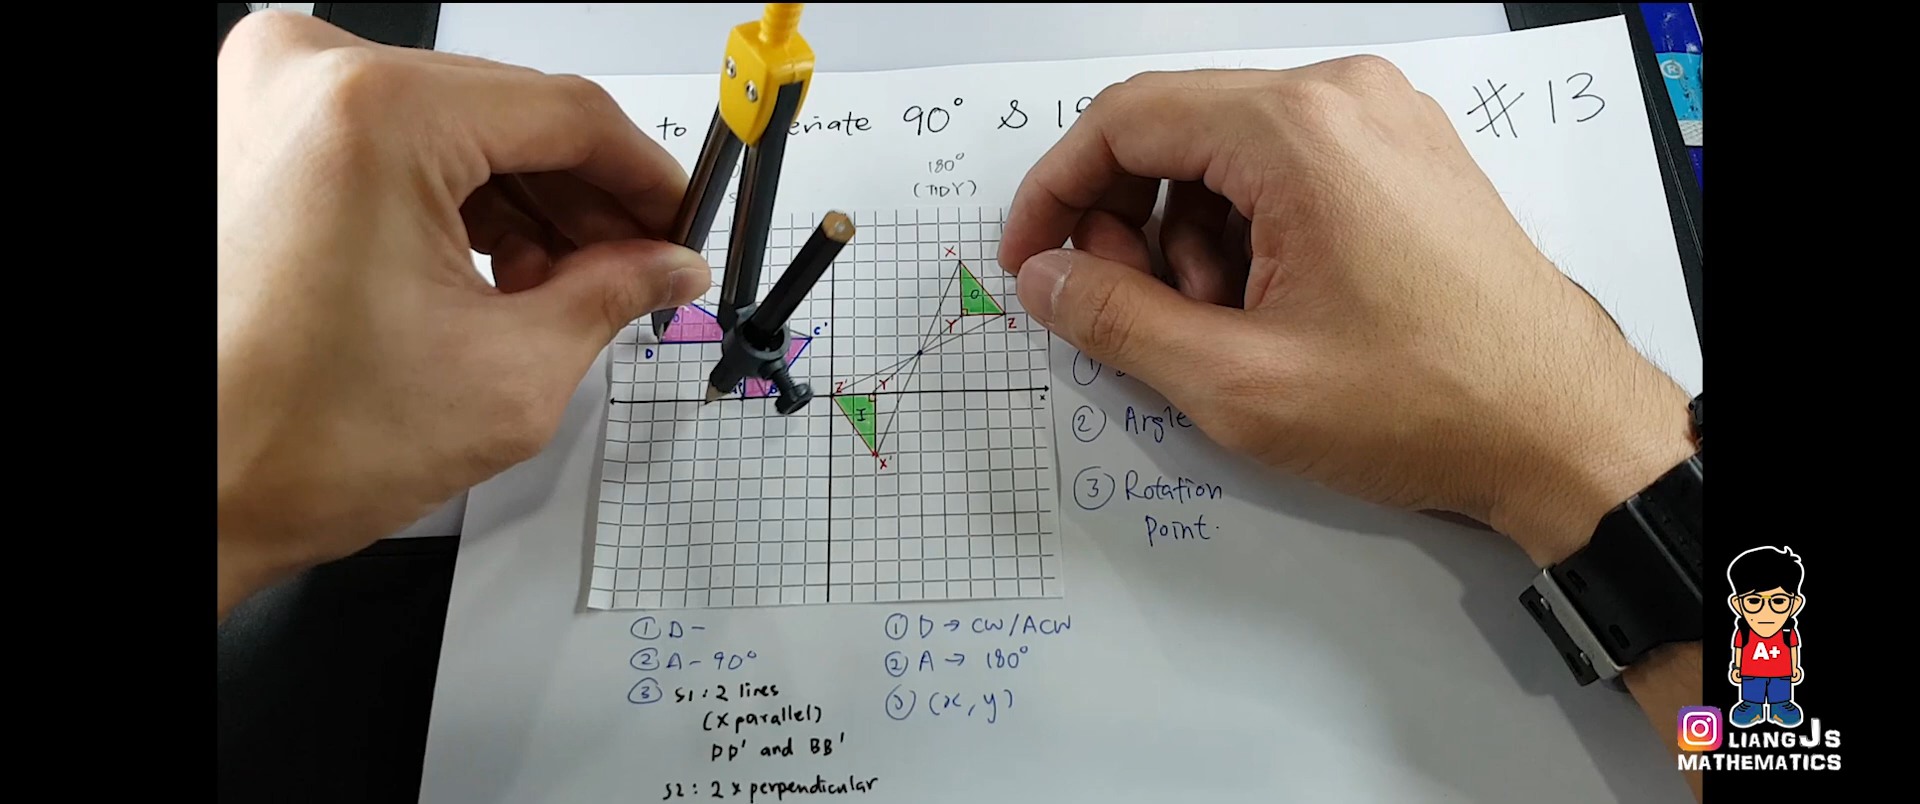 to
eriate 90° & 18
# 13
180°
(TIDY)
X
O
Y
Z
D
C'
Z'
Y'
I
X'
x
①
② Angle
③ Rotation
Point.
① D -
② A - 90°
③ S1 : 2 lines
(X parallel)
DD' and BB'
S2 : 2 x perpendicular
① D → CW/ACW
② A → 180°
③ (x, y)
A+
LIANGJS
MATHEMATICS